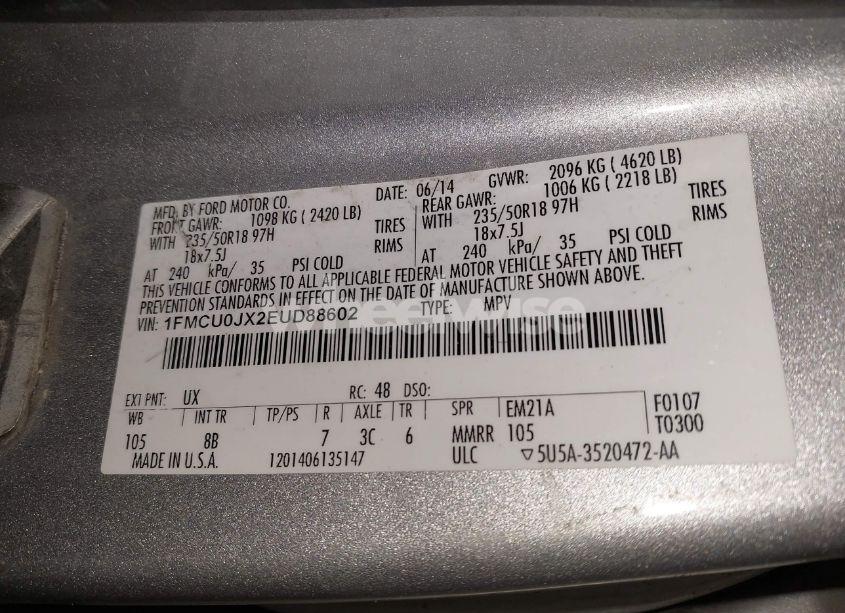 MFD. BY FORD MOTOR CO. DATE: 06/14 GVWR: 2096 KG ( 4620 LB)
FRONT GAWR: 1098 KG ( 2420 LB) REAR GAWR: 1006 KG ( 2218 LB)
WITH 235/50R18 97H TIRES WITH 235/50R18 97H TIRES
18x7.5J RIMS 18x7.5J RIMS
AT 240 kPa/ 35 PSI COLD AT 240 kPa/ 35 PSI COLD
THIS VEHICLE CONFORMS TO ALL APPLICABLE FEDERAL MOTOR VEHICLE SAFETY AND THEFT
PREVENTION STANDARDS IN EFFECT ON THE DATE OF MANUFACTURE SHOWN ABOVE.
VIN: 1FMCU0JX2EUD88602 TYPE: MPV
wheelwise
EXT PNT: UX RC: 48 DSO:
WB INT TR TP/PS R AXLE TR SPR EM21A F0107
105 8B 7 3C 6 MMRR 105 T0300
MADE IN U.S.A. 1201406135147 ULC ▽5U5A-3520472-AA